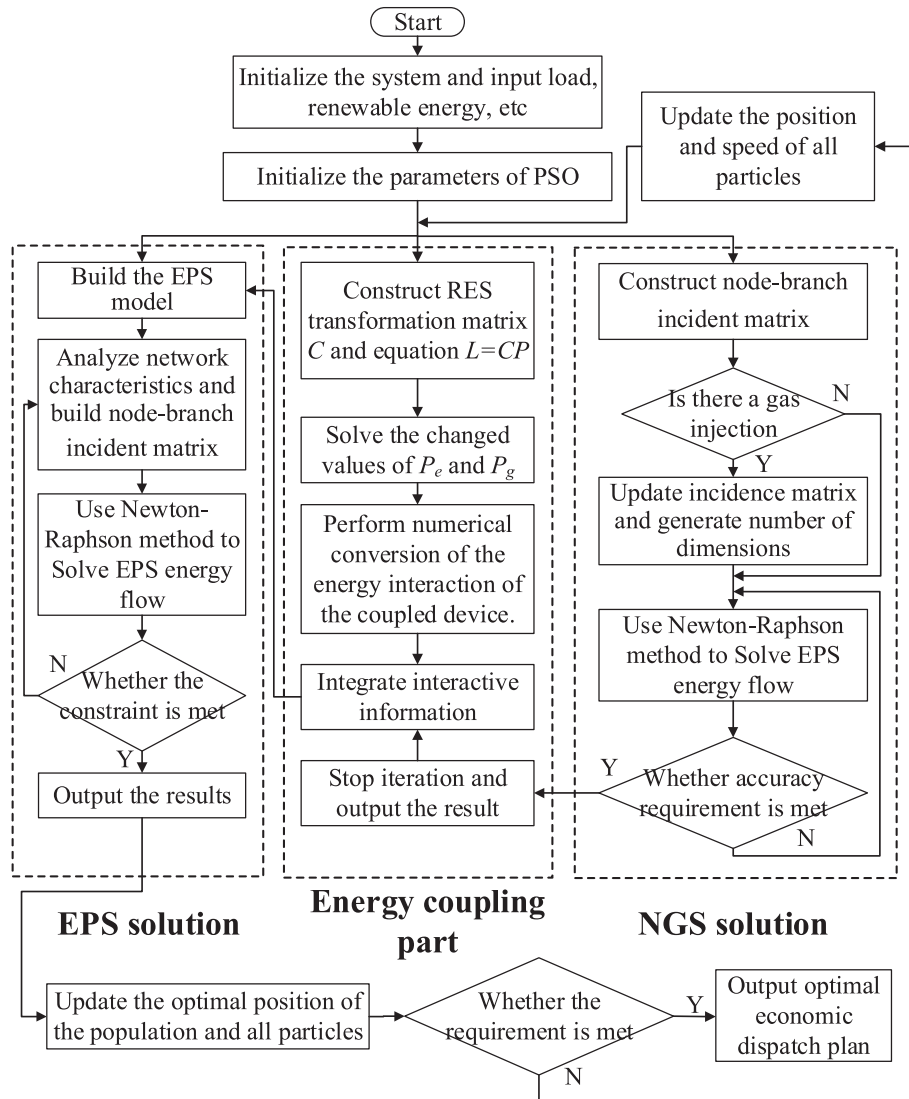 Start
Initialize the system and input load,
renewable energy, etc
Initialize the parameters of PSO
Update the position
and speed of all
particles
Build the EPS
model
Analyze network
characteristics and
build node-branch
incident matrix
Use Newton-
Raphson method to
Solve EPS energy
flow
N
Whether the
constraint is met
Y
Output the results
EPS solution
Construct RES
transformation matrix
C and equation L=CP
Solve the changed
values of Pe and Pg
Perform numerical
conversion of the
energy interaction
of the coupled device.
Integrate interactive
information
Stop iteration and
output the result
Energy coupling
part
Construct node-branch
incident matrix
Is there a gas
injection
N
Y
Update incidence matrix
and generate number of
dimensions
Use Newton-Raphson
method to Solve EPS
energy flow
Y
Whether accuracy
requirement is met
N
NGS solution
Update the optimal position of
the population and all particles
Whether the
requirement is met
Y
N
Output optimal
economic
dispatch plan